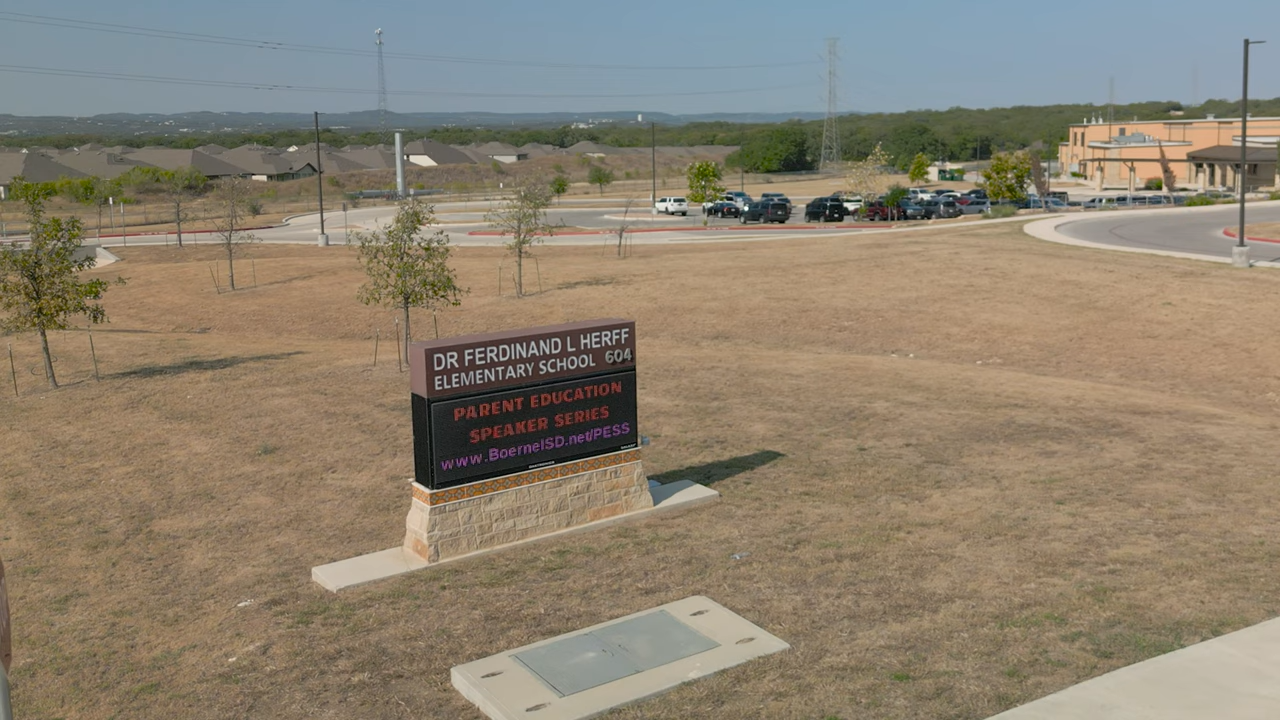 DR FERDINAND L HERFF
ELEMENTARY SCHOOL 604
PARENT EDUCATION
SPEAKER SERIES
www.BoerneISD.net/PESS